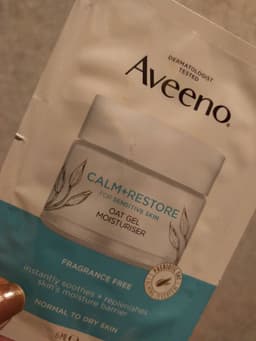 DERMATOLOGIST
TESTED
Aveeno®
CALM+RESTORE
FOR SENSITIVE SKIN
OAT GEL
MOISTURISER
FRAGRANCE FREE
instantly soothes + replenishes
skin's moisture barrier
NORMAL TO DRY SKIN